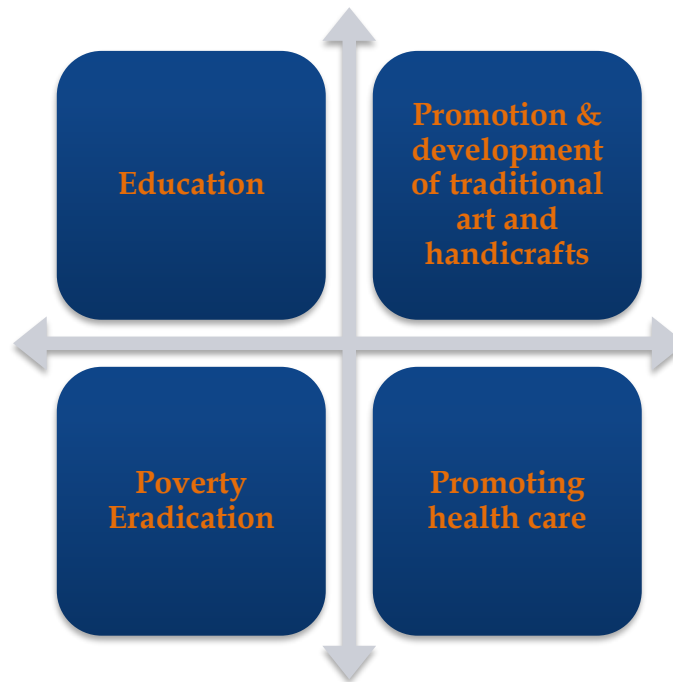 Education
Promotion &
development
of traditional
art and
handicrafts
Poverty
Eradication
Promoting
health care